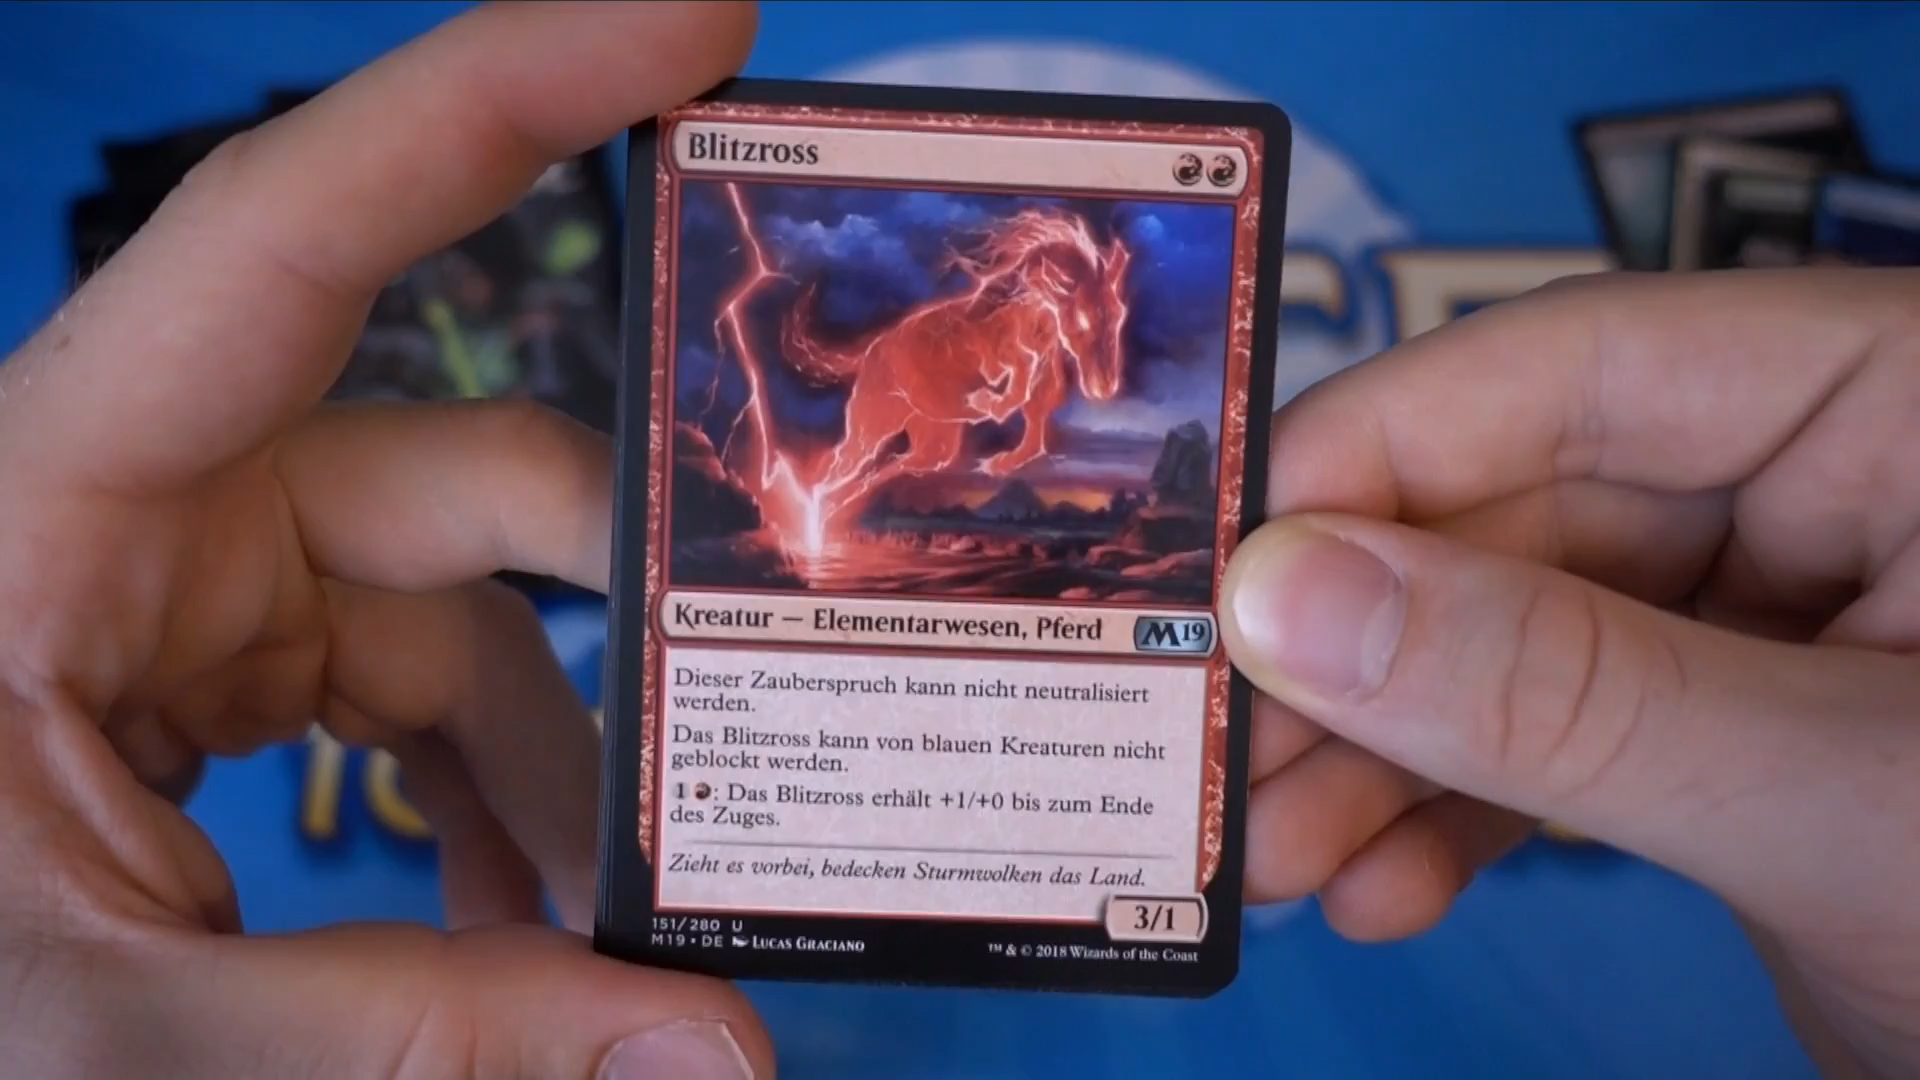 Blitzross
Kreatur — Elementarwesen, Pferd
M19
Dieser Zauberspruch kann nicht neutralisiert
werden.
Das Blitzross kann von blauen Kreaturen nicht
geblockt werden.
1 : Das Blitzross erhält +1/+0 bis zum Ende
des Zuges.
Zieht es vorbei, bedecken Sturmwolken das Land.
3/1
151/280 U
M19 • DE LUCAS GRACIANO
™ & © 2018 Wizards of the Coast